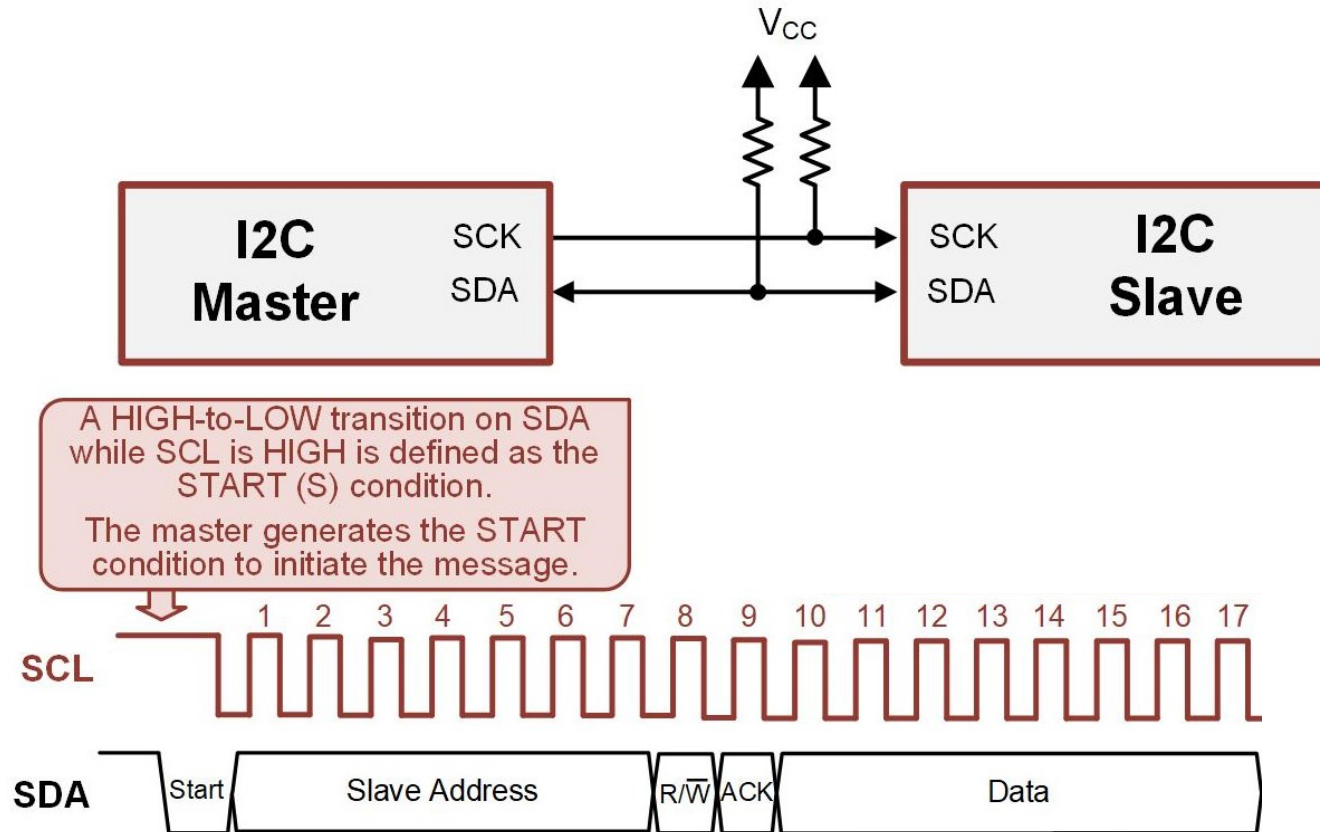 V_CC
I2C
Master
SCK
SDA
SCK
SDA
I2C
Slave
A HIGH-to-LOW transition on SDA
while SCL is HIGH is defined as the
START (S) condition.
The master generates the START
condition to initiate the message.
1 2 3 4 5 6 7 8 9 10 11 12 13 14 15 16 17
SCL
SDA Start Slave Address R/W̅ ACK Data